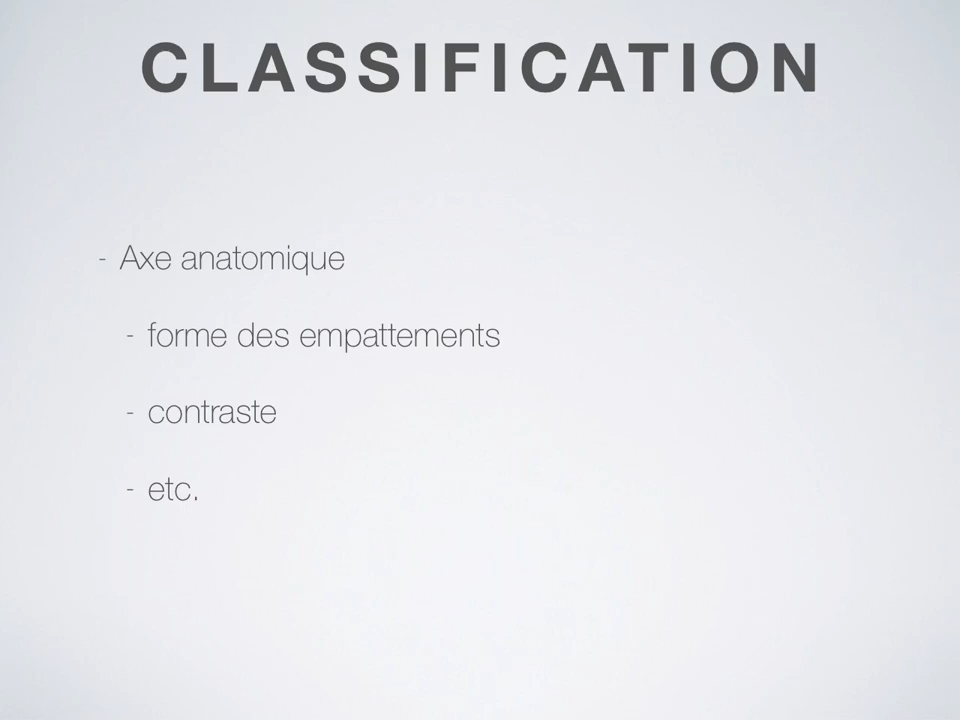 CLASSIFICATION
- Axe anatomique
- forme des empattements
- contraste
- etc.